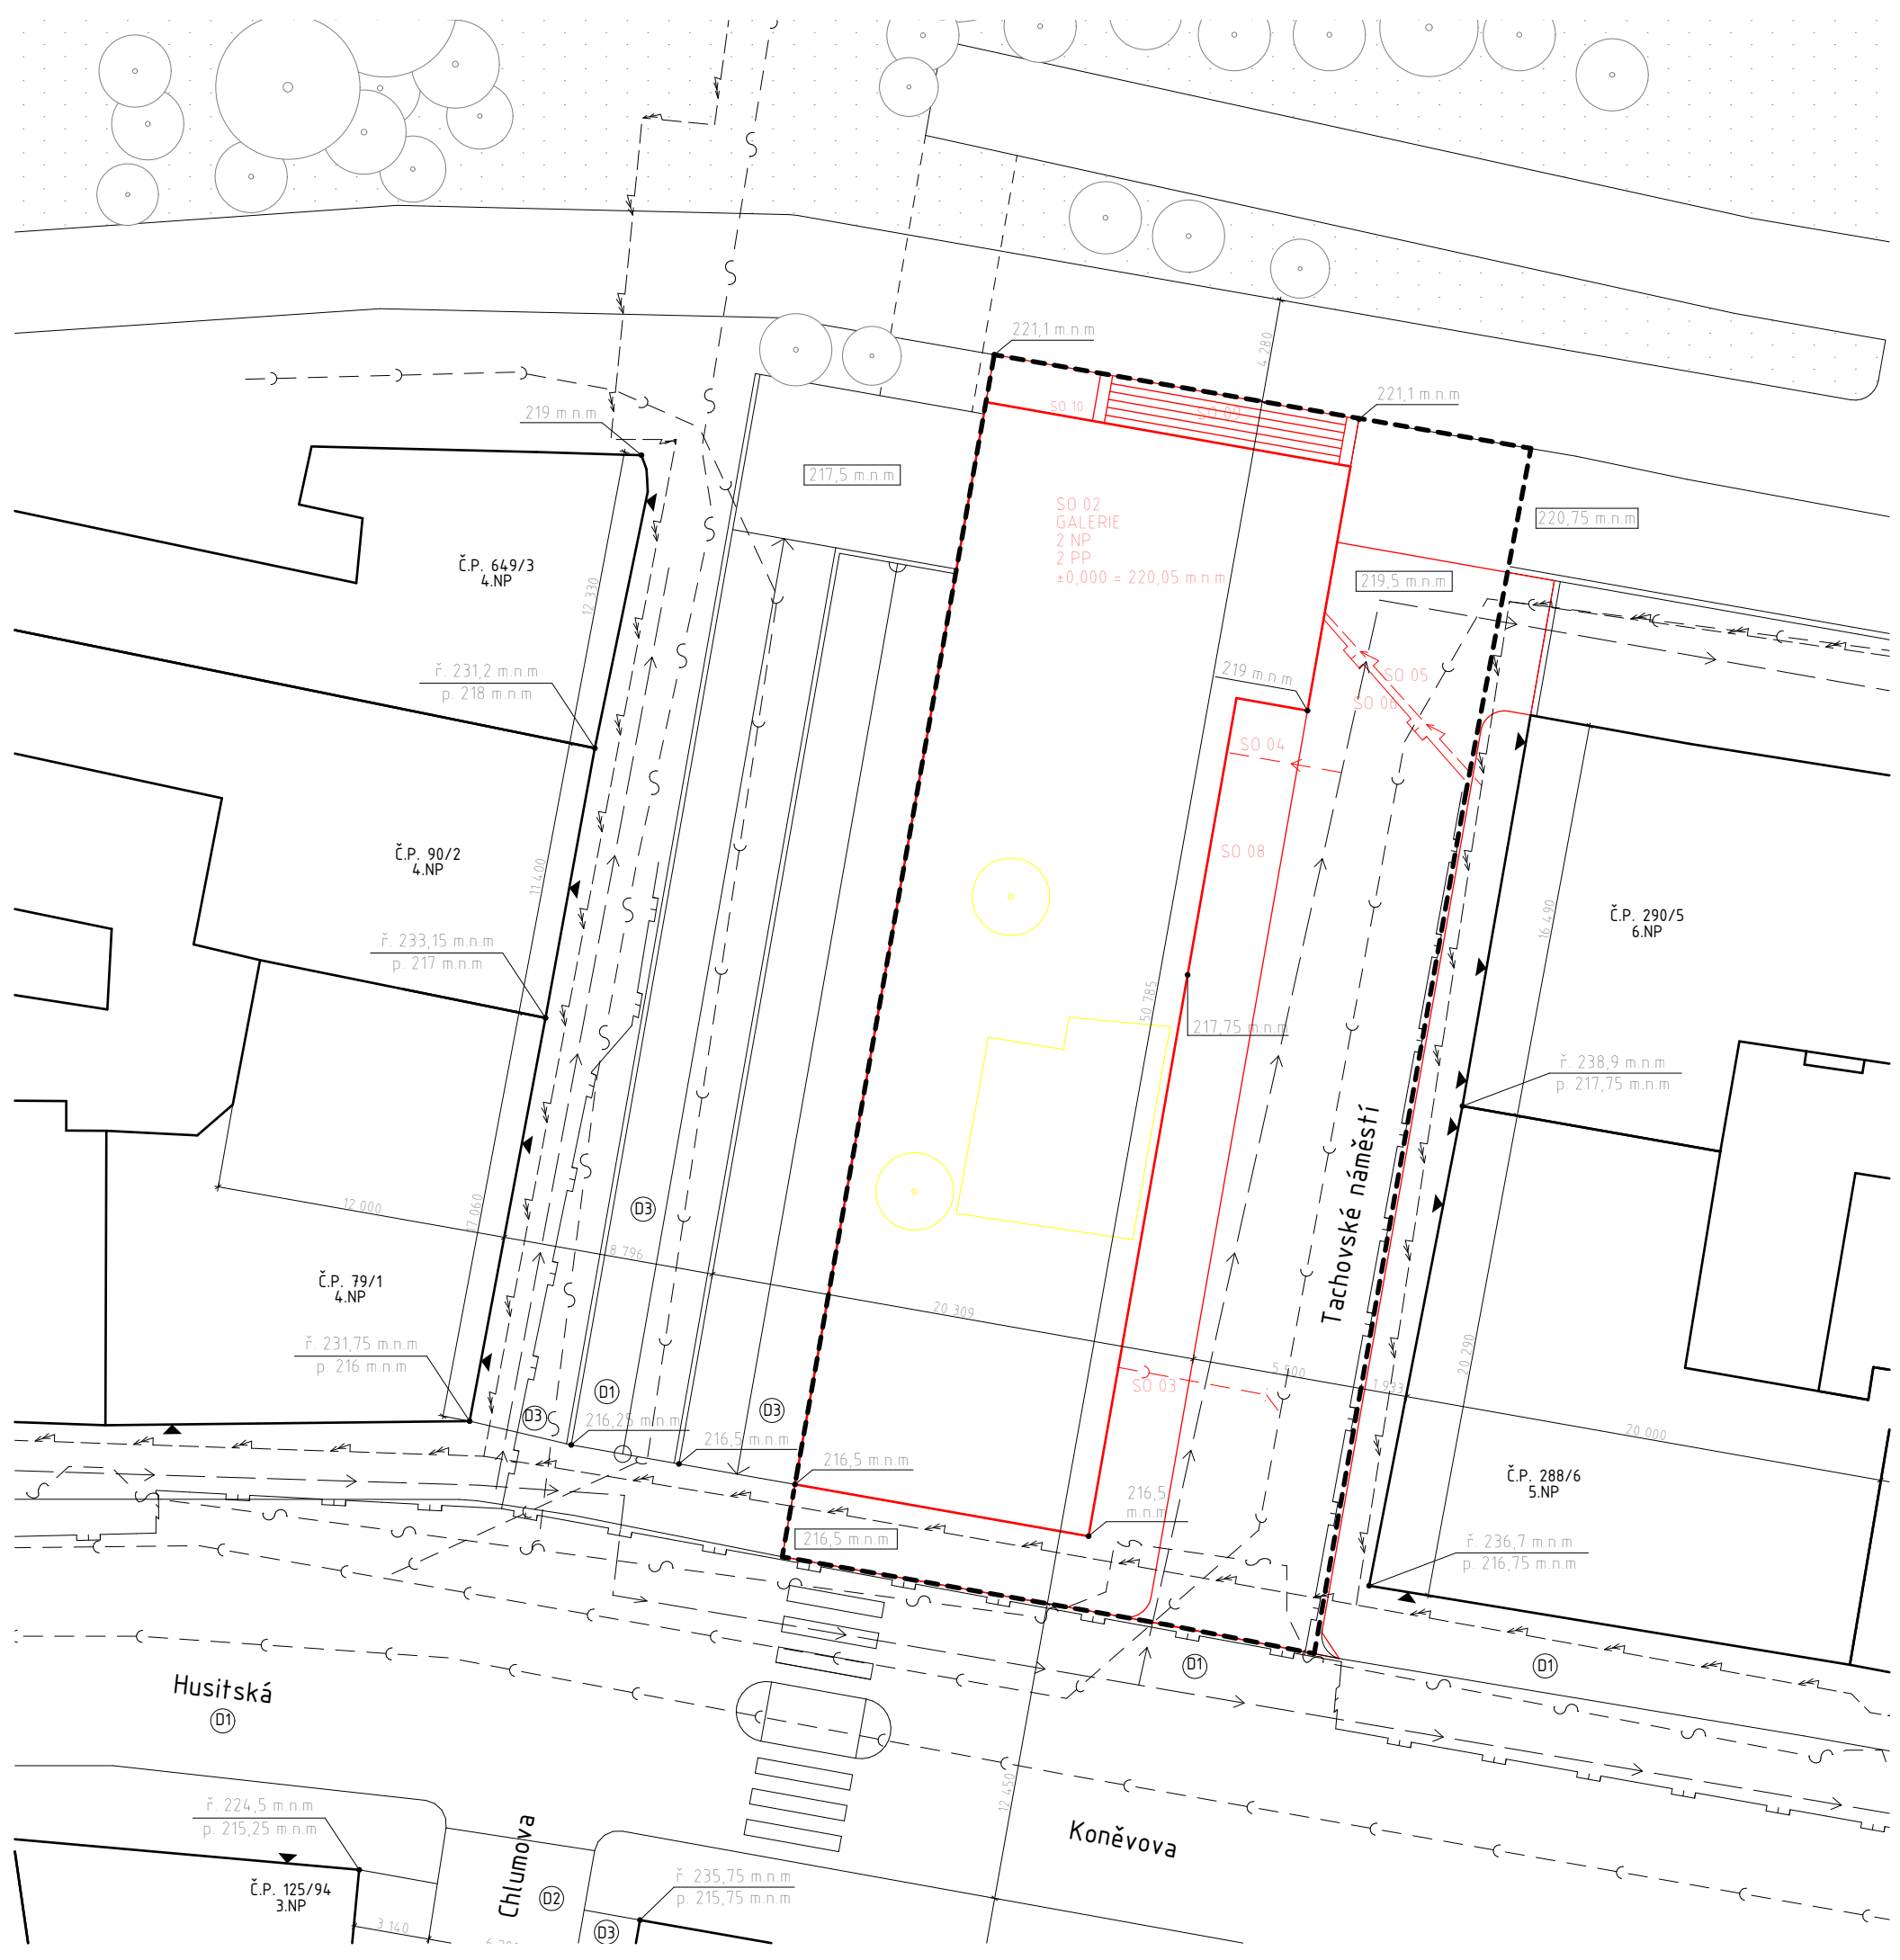 221,1 m.n.m
4 280
221,1 m.n.m
219 m.n.m
SO 10
SO 09
217,5 m.n.m
SO 02
GALERIE
2 NP
2 PP
±0,000 = 220,05 m.n.m
220,75 m.n.m
219,5 m.n.m
Č.P. 649/3
4.NP
12 330
ř. 231,2 m.n.m
p. 218 m.n.m
219 m.n.m
SO 05
SO 06
SO 04
SO 08
Č.P. 90/2
4.NP
11 400
ř. 233,15 m.n.m
p. 217 m.n.m
Č.P. 290/5
6.NP
16 490
50 785
217,75 m.n.m
ř. 238,9 m.n.m
p. 217,75 m.n.m
Tachovské náměstí
12 000
17 060
D3
8 796
Č.P. 79/1
4.NP
20 309
ř. 231,75 m.n.m
p. 216 m.n.m
5 500
1 933
20 290
SO 03
D1
D3
D3
216,25 m.n.m
20 000
216,5 m.n.m
216,5 m.n.m
Č.P. 288/6
5.NP
216,5
m.n.m
216,5 m.n.m
ř. 236,7 m.n.m
p. 216,75 m.n.m
D1
D1
Husitská
D1
12 450
Koněvova
ř. 224,5 m.n.m
p. 215,25 m.n.m
Chlumova
Č.P. 125/94
3.NP
D2
ř. 235,75 m.n.m
p. 215,75 m.n.m
3 140
D3